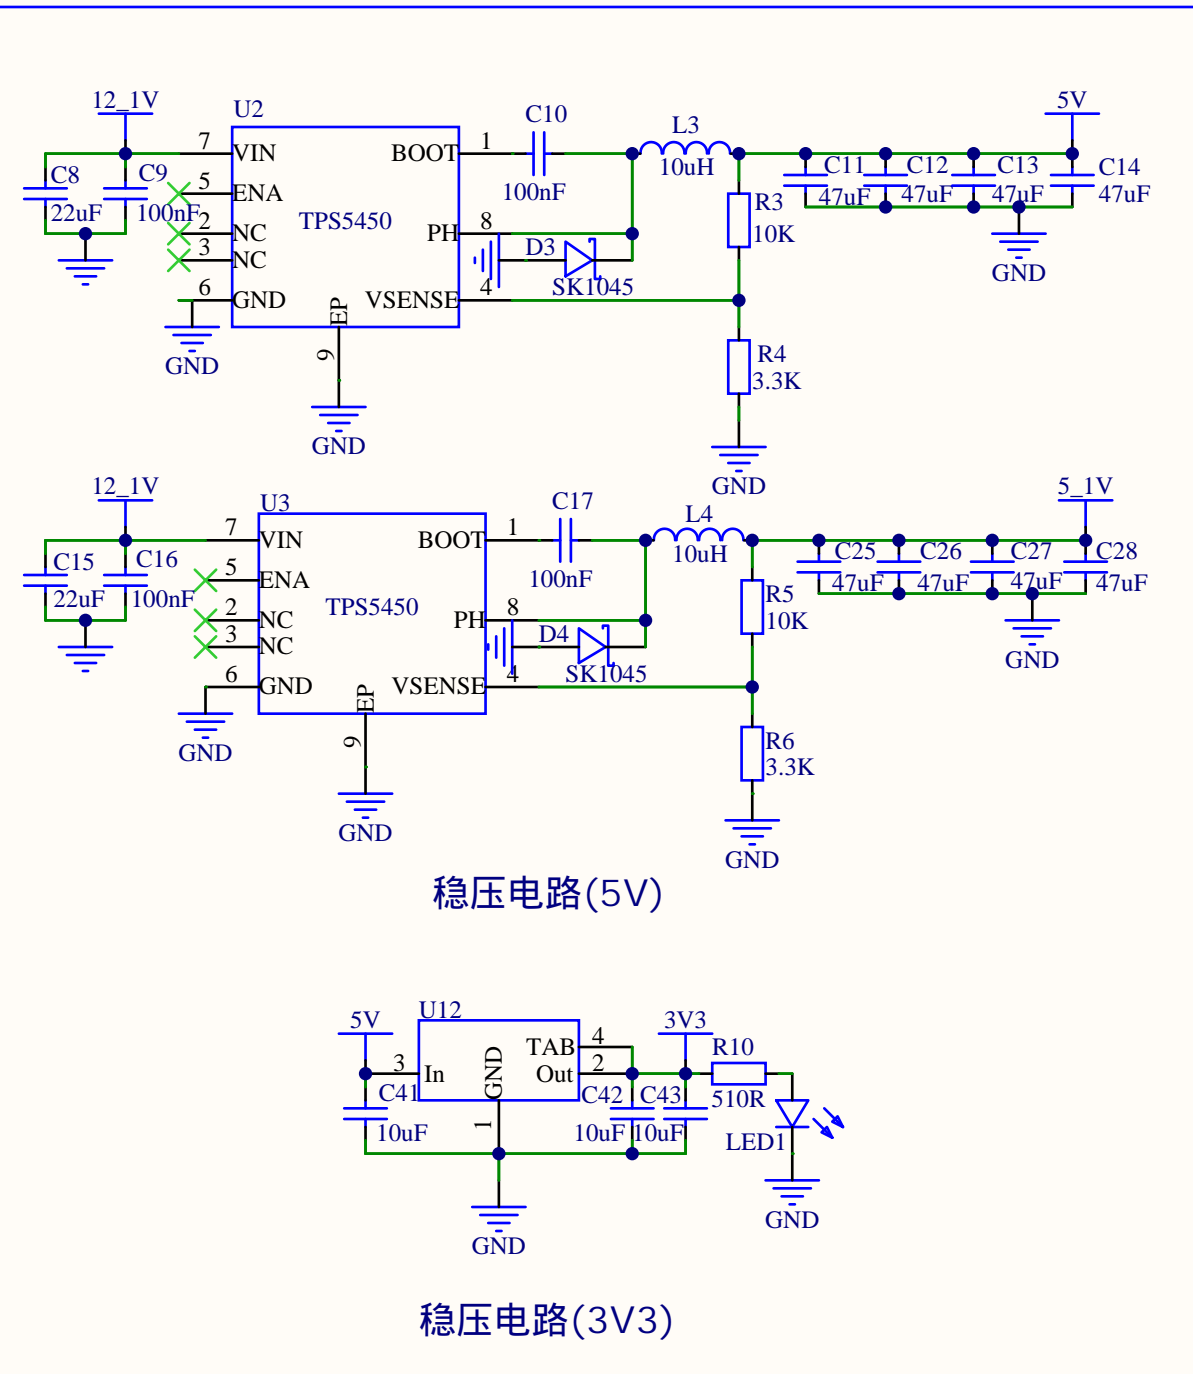 12_1V
U2
C10
L3
5V
7
VIN
BOOT
1
10uH
C8
C9
5
ENA
100nF
C11
C12
C13
C14
22uF
100nF
2
NC
TPS5450
PH
8
R3
10K
47uF
47uF
47uF
47uF
3
NC
D3
SK1045
GND
6
GND
EP
VSENSE
4
GND
9
R4
3.3K
GND
GND
12_1V
U3
C17
L4
5_1V
7
VIN
BOOT
1
10uH
C15
C16
5
ENA
100nF
C25
C26
C27
C28
22uF
100nF
2
NC
TPS5450
PH
8
R5
10K
47uF
47uF
47uF
47uF
3
NC
D4
SK1045
GND
6
GND
EP
VSENSE
4
GND
9
R6
3.3K
GND
GND
稳压电路(5V)
5V
U12
3V3
3
In
GND
TAB
4
Out
2
R10
510R
C41
10uF
1
C42
10uF
C43
10uF
LED1
GND
GND
稳压电路(3V3)